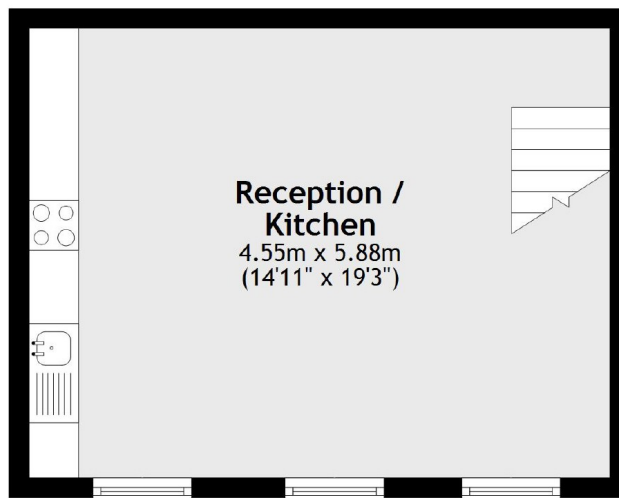 Reception /
Kitchen
4.55m x 5.88m
(14'11" x 19'3")